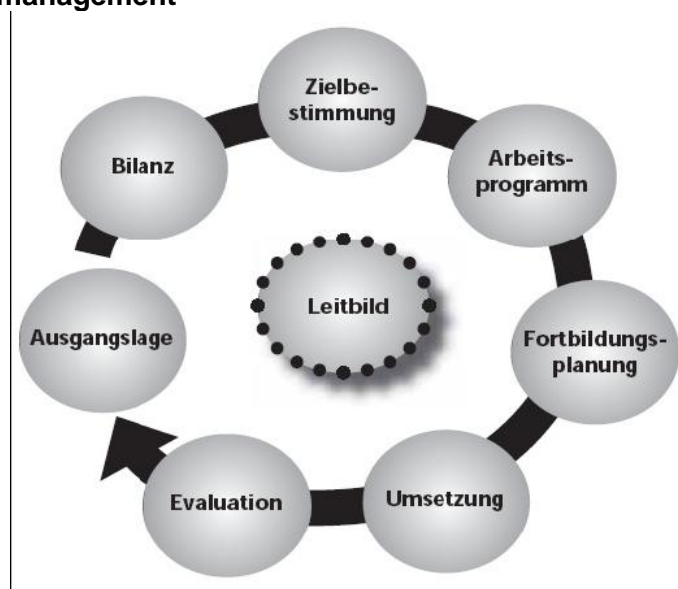 management
Zielbe-
stimmung
Arbeits-
programm
Fortbildungs-
planung
Umsetzung
Evaluation
Ausgangslage
Bilanz
Leitbild